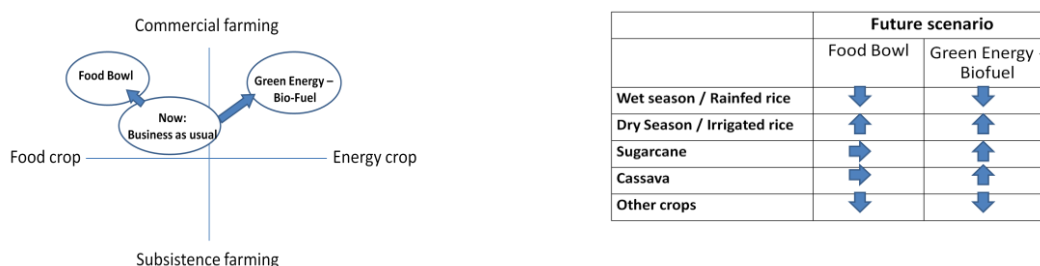 Commercial farming
Food Bowl
Green Energy –
Bio-Fuel
Now:
Business as usual
Food crop
Energy crop
Subsistence farming
Future scenario
Food Bowl
Green Energy -
Biofuel
Wet season / Rainfed rice
Dry Season / Irrigated rice
Sugarcane
Cassava
Other crops